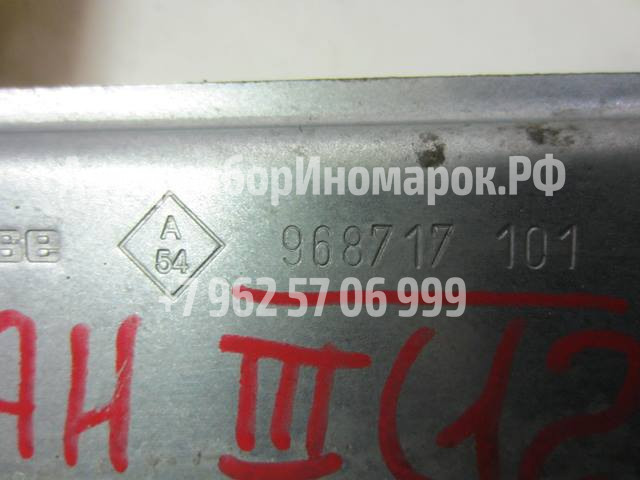 борИномарок.РФ
A
54
968717 101
+7 962 57 06 999
АН III (12